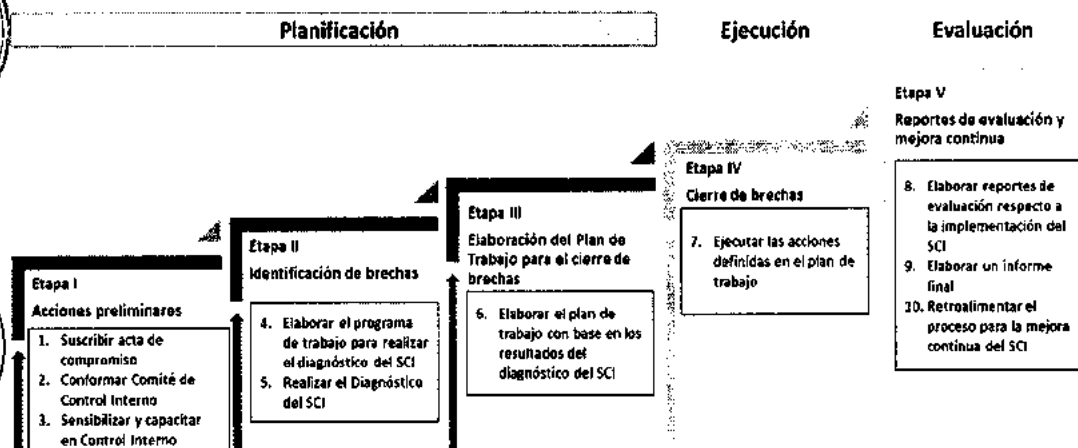 Planificación
Ejecución
Evaluación
Etapa I
Acciones preliminares
1. Suscribir acta de
compromiso
2. Conformar Comité de
Control Interno
3. Sensibilizar y capacitar
en Control Interno
Etapa II
Identificación de brechas
4. Elaborar el programa
de trabajo para realizar
el diagnóstico del SCI
5. Realizar el Diagnóstico
del SCI
Etapa III
Elaboración del Plan de
Trabajo para el cierre de
brechas
6. Elaborar el plan de
trabajo con base en los
resultados del
diagnóstico del SCI
Etapa IV
Cierre de brechas
7. Ejecutar las acciones
definidas en el plan de
trabajo
Etapa V
Reportes de evaluación y
mejora continua
8. Elaborar reportes de
evaluación respecto a
la implementación del
SCI
9. Elaborar un informe
final
10. Retroalimentar el
proceso para la mejora
continua del SCI